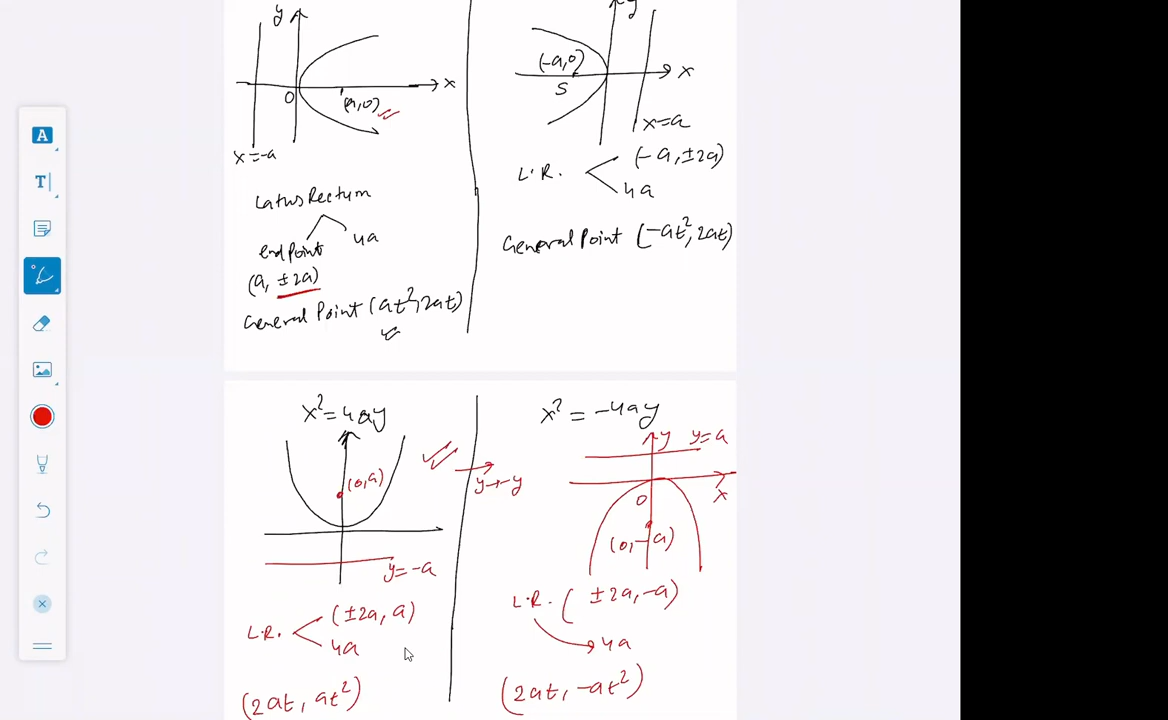 y
x
0
(a,0)
x=-a
Latus Rectum
end Point
4a
(a, ±2a)
General Point (at², 2at)
y
(-a,0)
x
S
x=a
L.R.
(-a, ±2a)
4a
General Point (-at², 2at)
x²=4ay
(0,a)
y=-a
L.R.
(±2a, a)
4a
(2at, at²)
y→-y
x² = -4ay
y
y=a
x
0
(0,-a)
L.R. ( ±2a, -a)
4a
(2at, -at²)
A
T